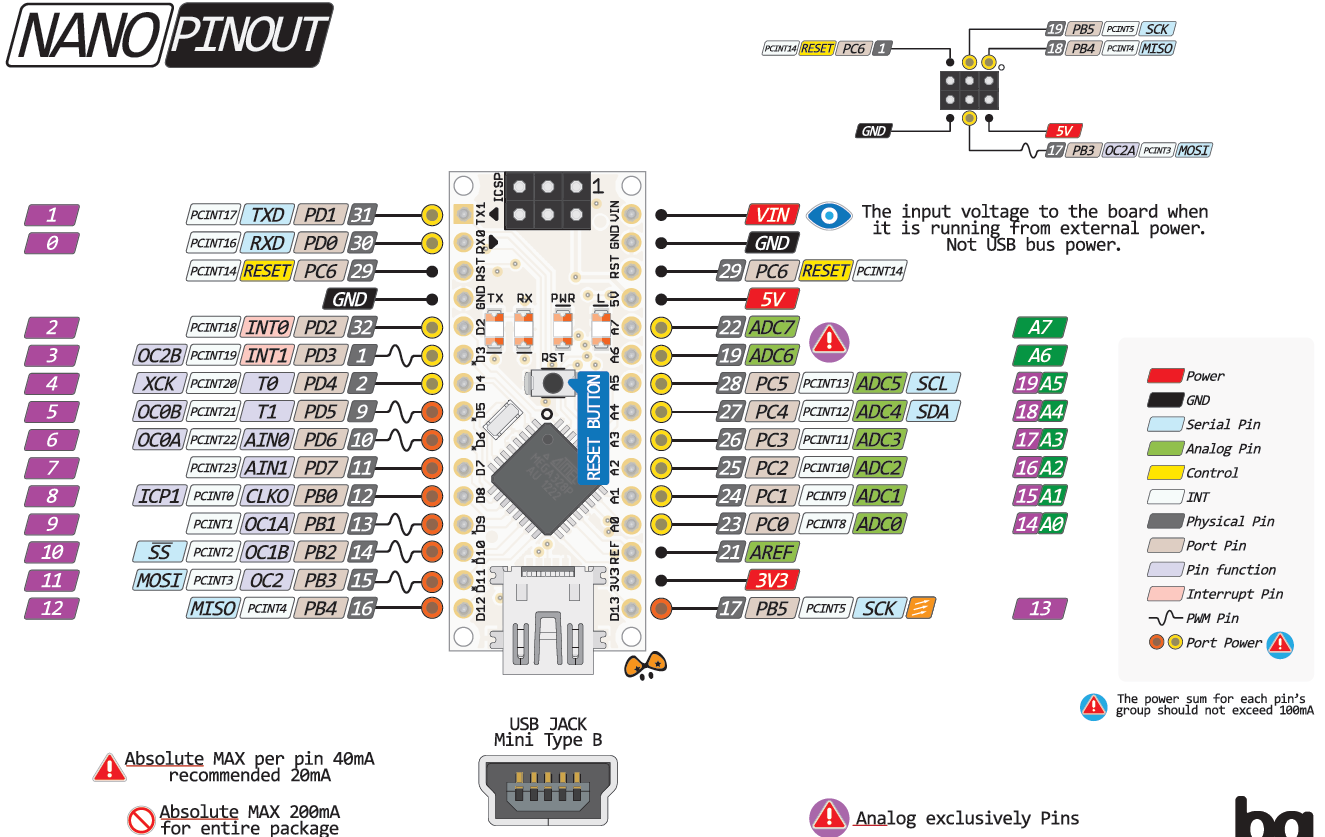 NANO PINOUT
19 PB5 PCINT5 SCK
PCINT14 RESET PC6 1
18 PB4 PCINT4 MISO
GND
5V
17 PB3 OC2A PCINT3 MOSI
ICSP
1
1 PCINT17 TXD PD1 31 TX1
VIN VIN
The input voltage to the board when
it is running from external power.
Not USB bus power.
0 PCINT16 RXD PD0 30 RX0
GND GND
PCINT14 RESET PC6 29 RST
RST 29 PC6 RESET PCINT14
GND GND
5V 5V
TX RX PWR L
2 PCINT18 INT0 PD2 32 D2
A7 22 ADC7 A7
3 OC2B PCINT19 INT1 PD3 1 D3
A6 19 ADC6 A6
RST
RESET BUTTON
4 XCK PCINT20 T0 PD4 2 D4
A5 28 PC5 PCINT13 ADC5 SCL 19 A5
5 OC0B PCINT21 T1 PD5 9 D5
A4 27 PC4 PCINT12 ADC4 SDA 18 A4
6 OC0A PCINT22 AIN0 PD6 10 D6
A3 26 PC3 PCINT11 ADC3 17 A3
7 PCINT23 AIN1 PD7 11 D7
A2 25 PC2 PCINT10 ADC2 16 A2
8 ICP1 PCINT0 CLKO PB0 12 D8
A1 24 PC1 PCINT9 ADC1 15 A1
9 PCINT1 OC1A PB1 13 D9
A0 23 PC0 PCINT8 ADC0 14 A0
10 SS PCINT2 OC1B PB2 14 D10
REF 21 AREF
11 MOSI PCINT3 OC2 PB3 15 D11
3V3 3V3
12 MISO PCINT4 PB4 16 D12
D13 17 PB5 PCINT5 SCK 13
Power
GND
Serial Pin
Analog Pin
Control
INT
Physical Pin
Port Pin
Pin function
Interrupt Pin
PWM Pin
Port Power
The power sum for each pin's
group should not exceed 100mA
USB JACK
Mini Type B
Absolute MAX per pin 40mA
recommended 20mA
Absolute MAX 200mA
for entire package
Analog exclusively Pins